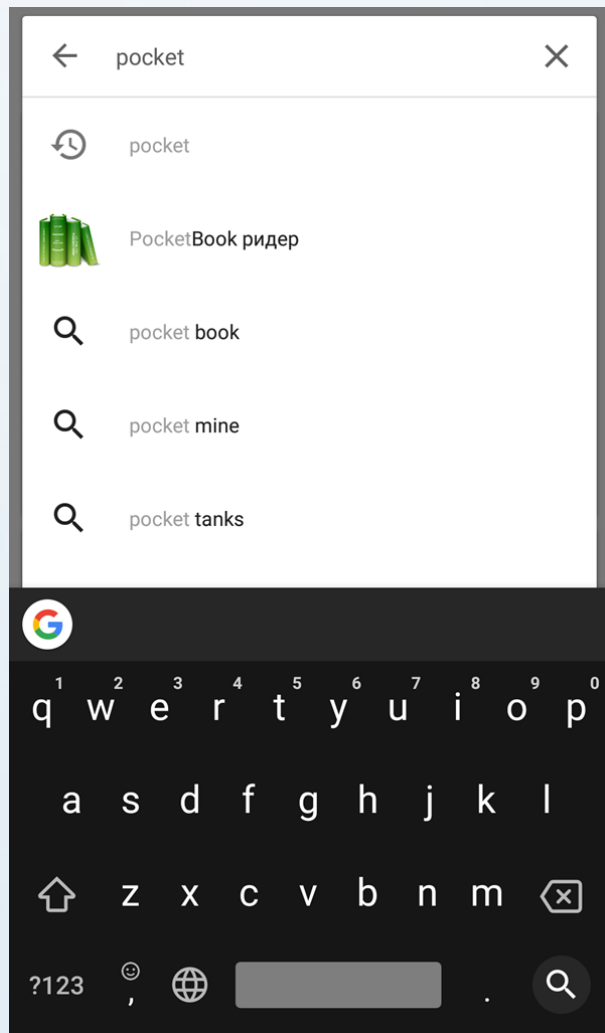 pocket
pocket
PocketBook ридер
pocket book
pocket mine
pocket tanks
G
1 2 3 4 5 6 7 8 9 0
q w e r t y u i o p
a s d f g h j k l
z x c v b n m
?123 , .